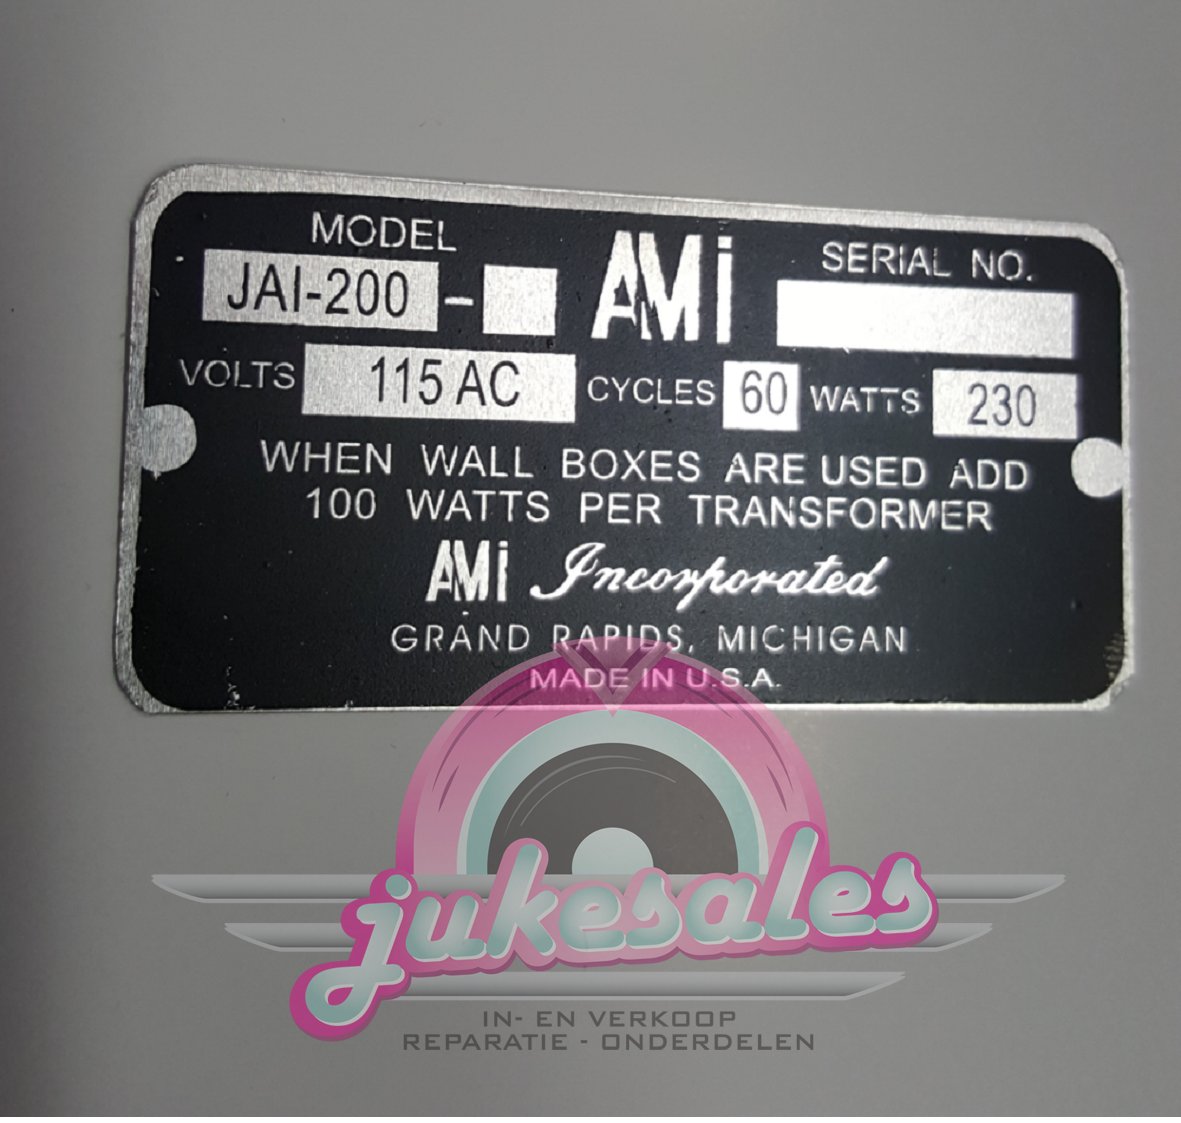 MODEL AMi SERIAL NO.
JAI-200 -
VOLTS 115 AC CYCLES 60 WATTS 230
WHEN WALL BOXES ARE USED ADD
100 WATTS PER TRANSFORMER
AMi Incorporated
GRAND RAPIDS, MICHIGAN
MADE IN U.S.A.
jukesales
IN- EN VERKOOP
REPARATIE - ONDERDELEN